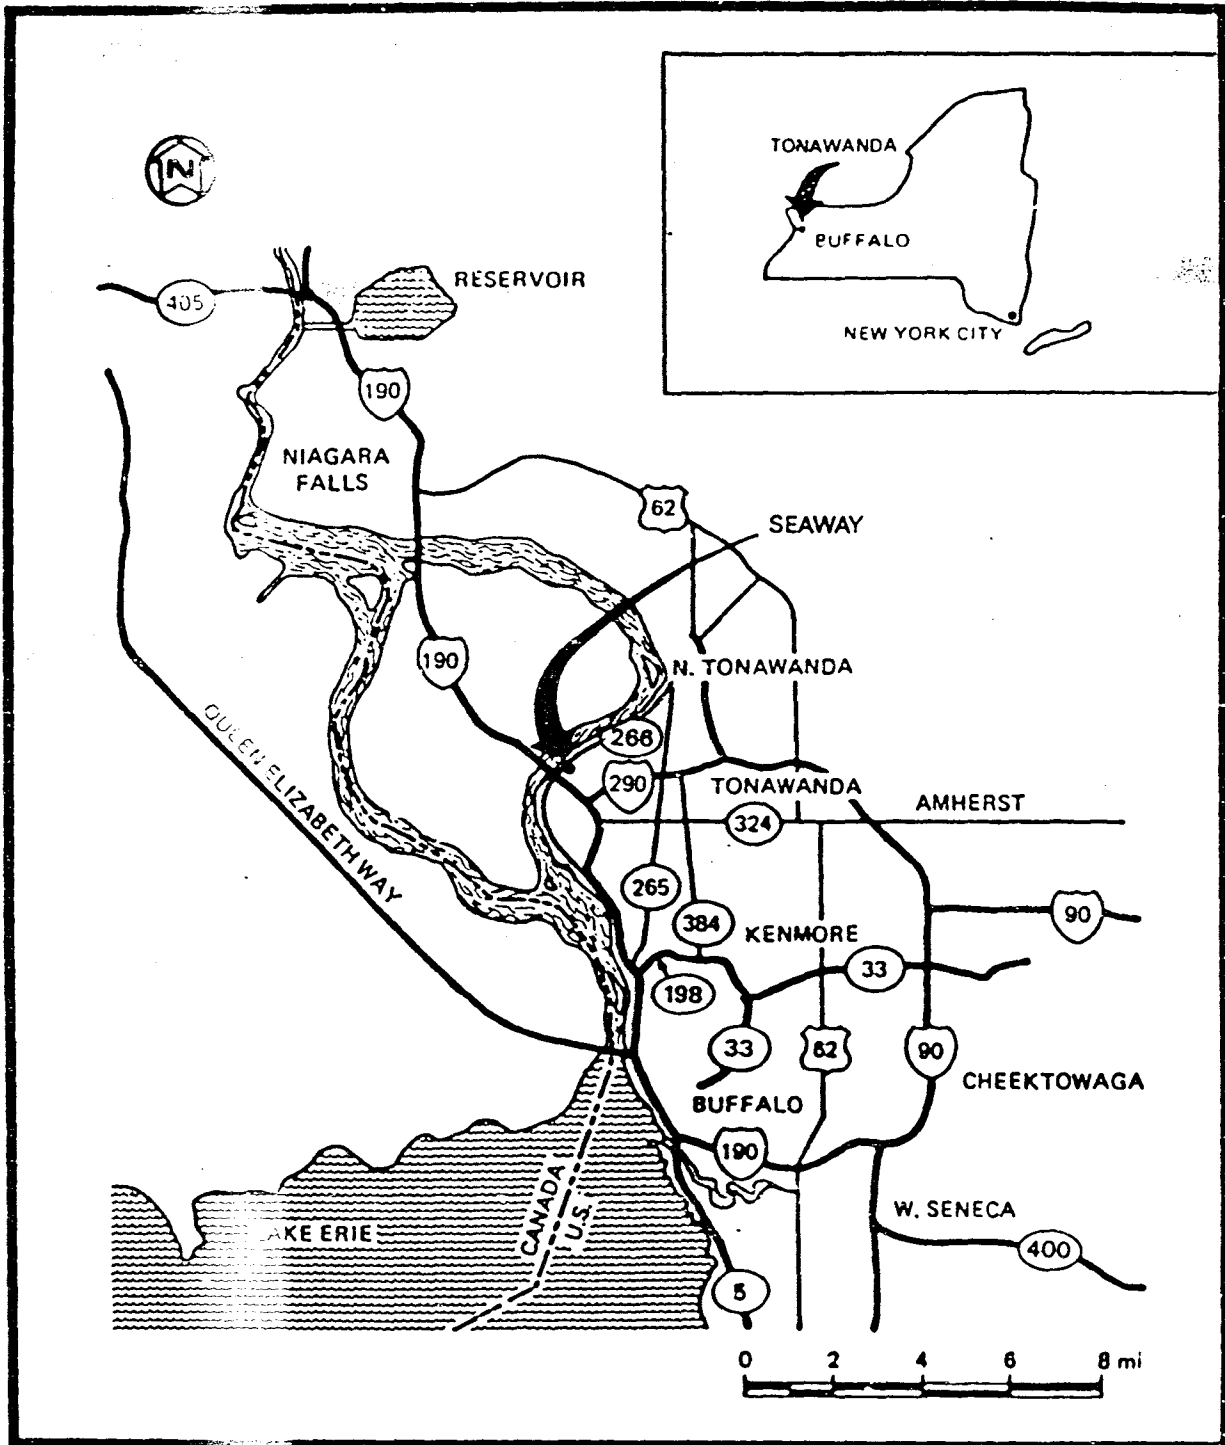 N
TONAWANDA
BUFFALO
NEW YORK CITY
RESERVOIR
405
190
NIAGARA
FALLS
62
SEAWAY
190
N. TONAWANDA
QUEEN ELIZABETH WAY
266
290
TONAWANDA
AMHERST
324
265
384
KENMORE
90
33
198
33
62
90
CHEEKTOWAGA
BUFFALO
190
CANADA
U.S.
W. SENECA
AKE ERIE
400
5
0 2 4 6 8 mi